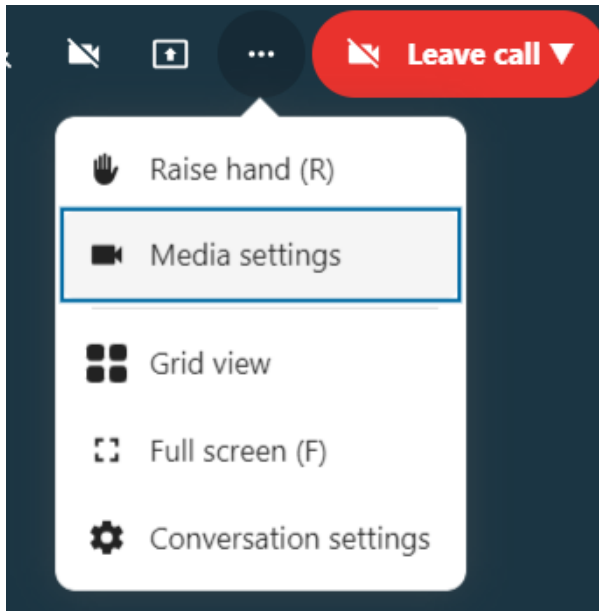 Leave call
Raise hand (R)
Media settings
Grid view
Full screen (F)
Conversation settings